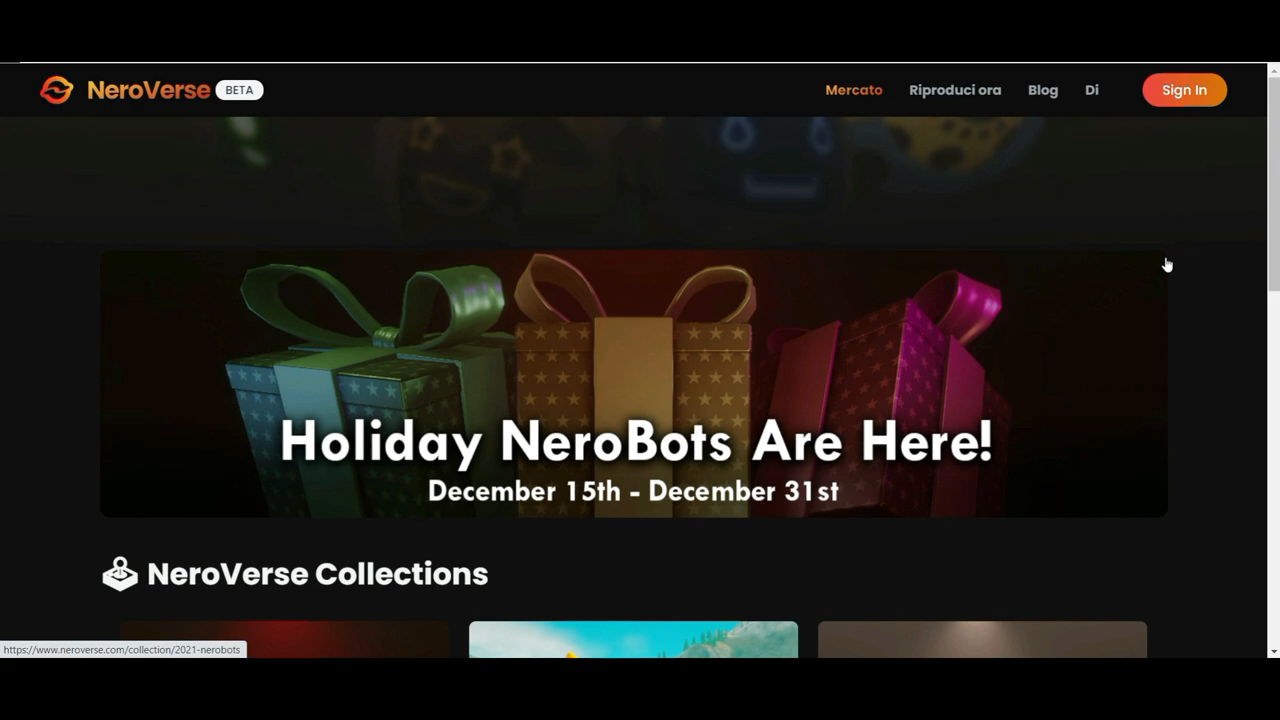 NeroVerse BETA Mercato Riproduci ora Blog Di Sign In
Holiday NeroBots Are Here!
December 15th - December 31st
NeroVerse Collections
https://www.neroverse.com/collection/2021-nerobots